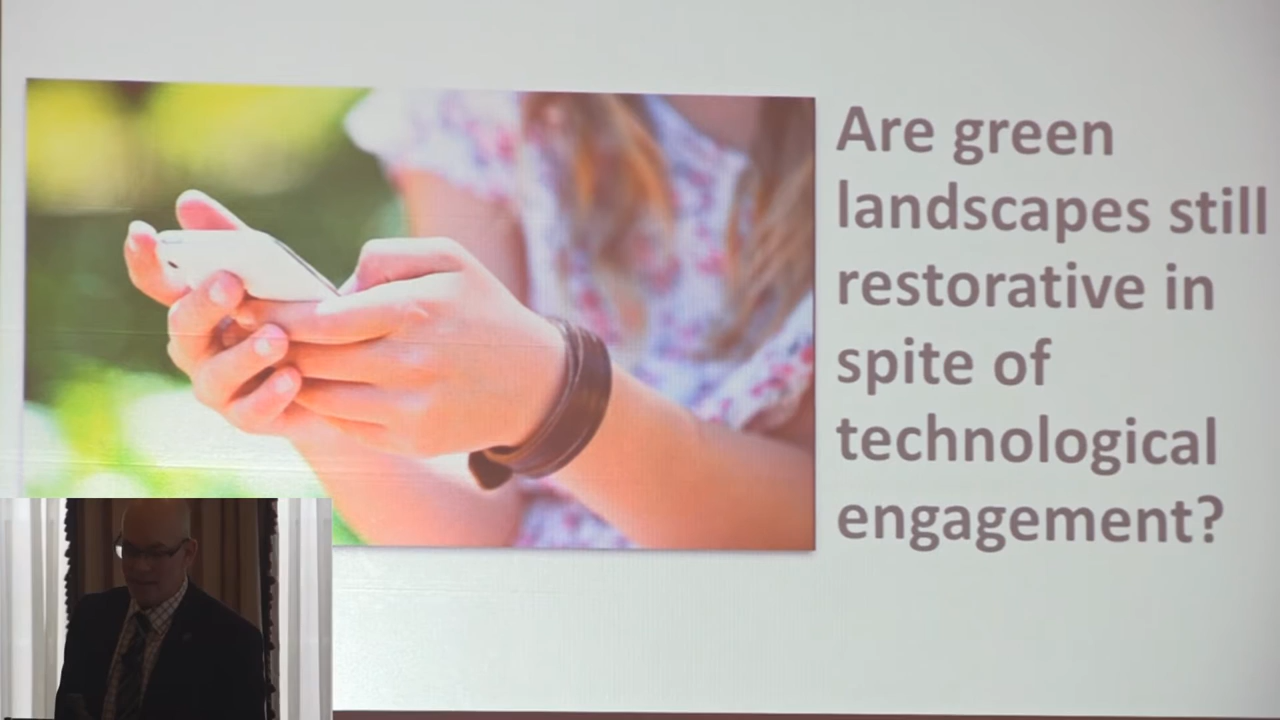 Are green
landscapes still
restorative in
spite of
technological
engagement?